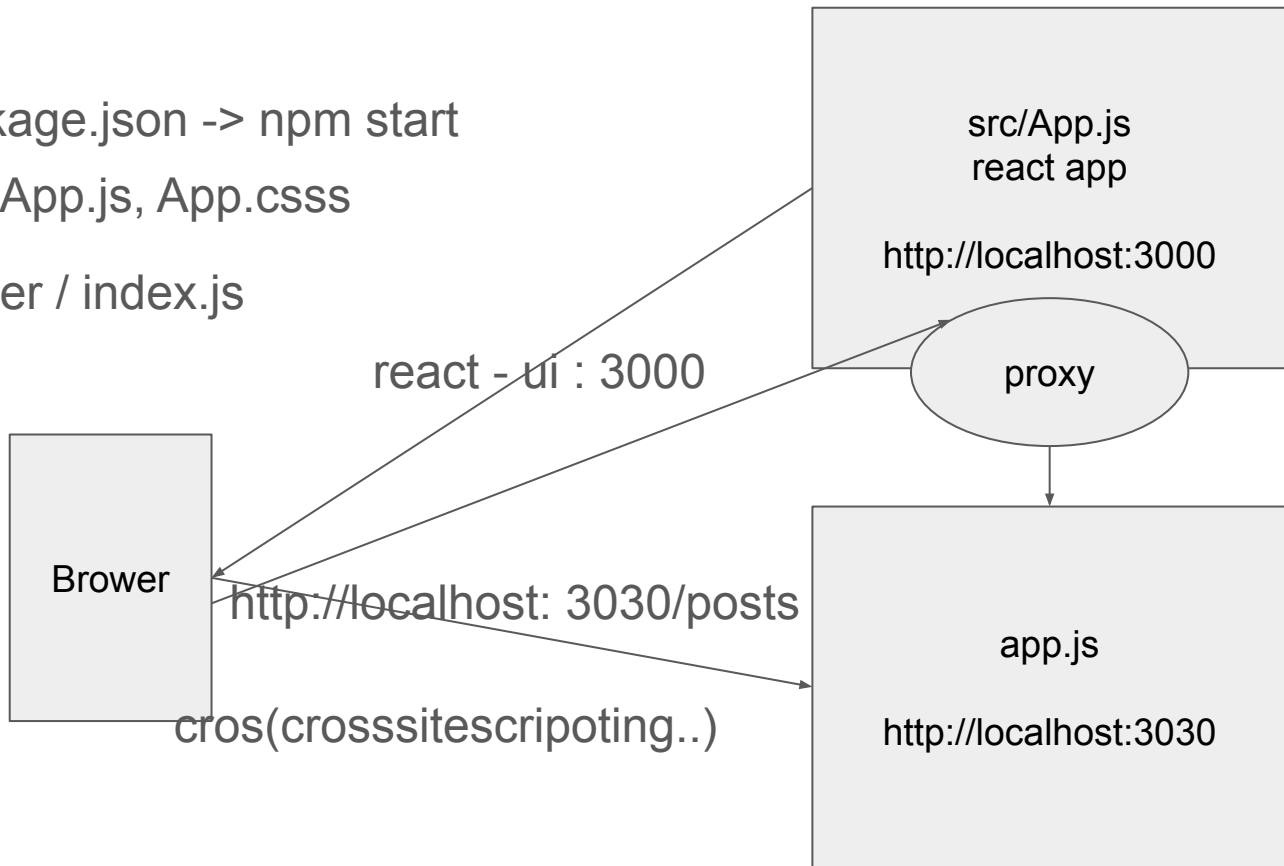 kage.json -> npm start
App.js, App.csss
er / index.js
src/App.js
react app
http://localhost:3000
react - ui : 3000
proxy
Brower
http://localhost: 3030/posts
cros(crosssitescripoting..)
app.js
http://localhost:3030